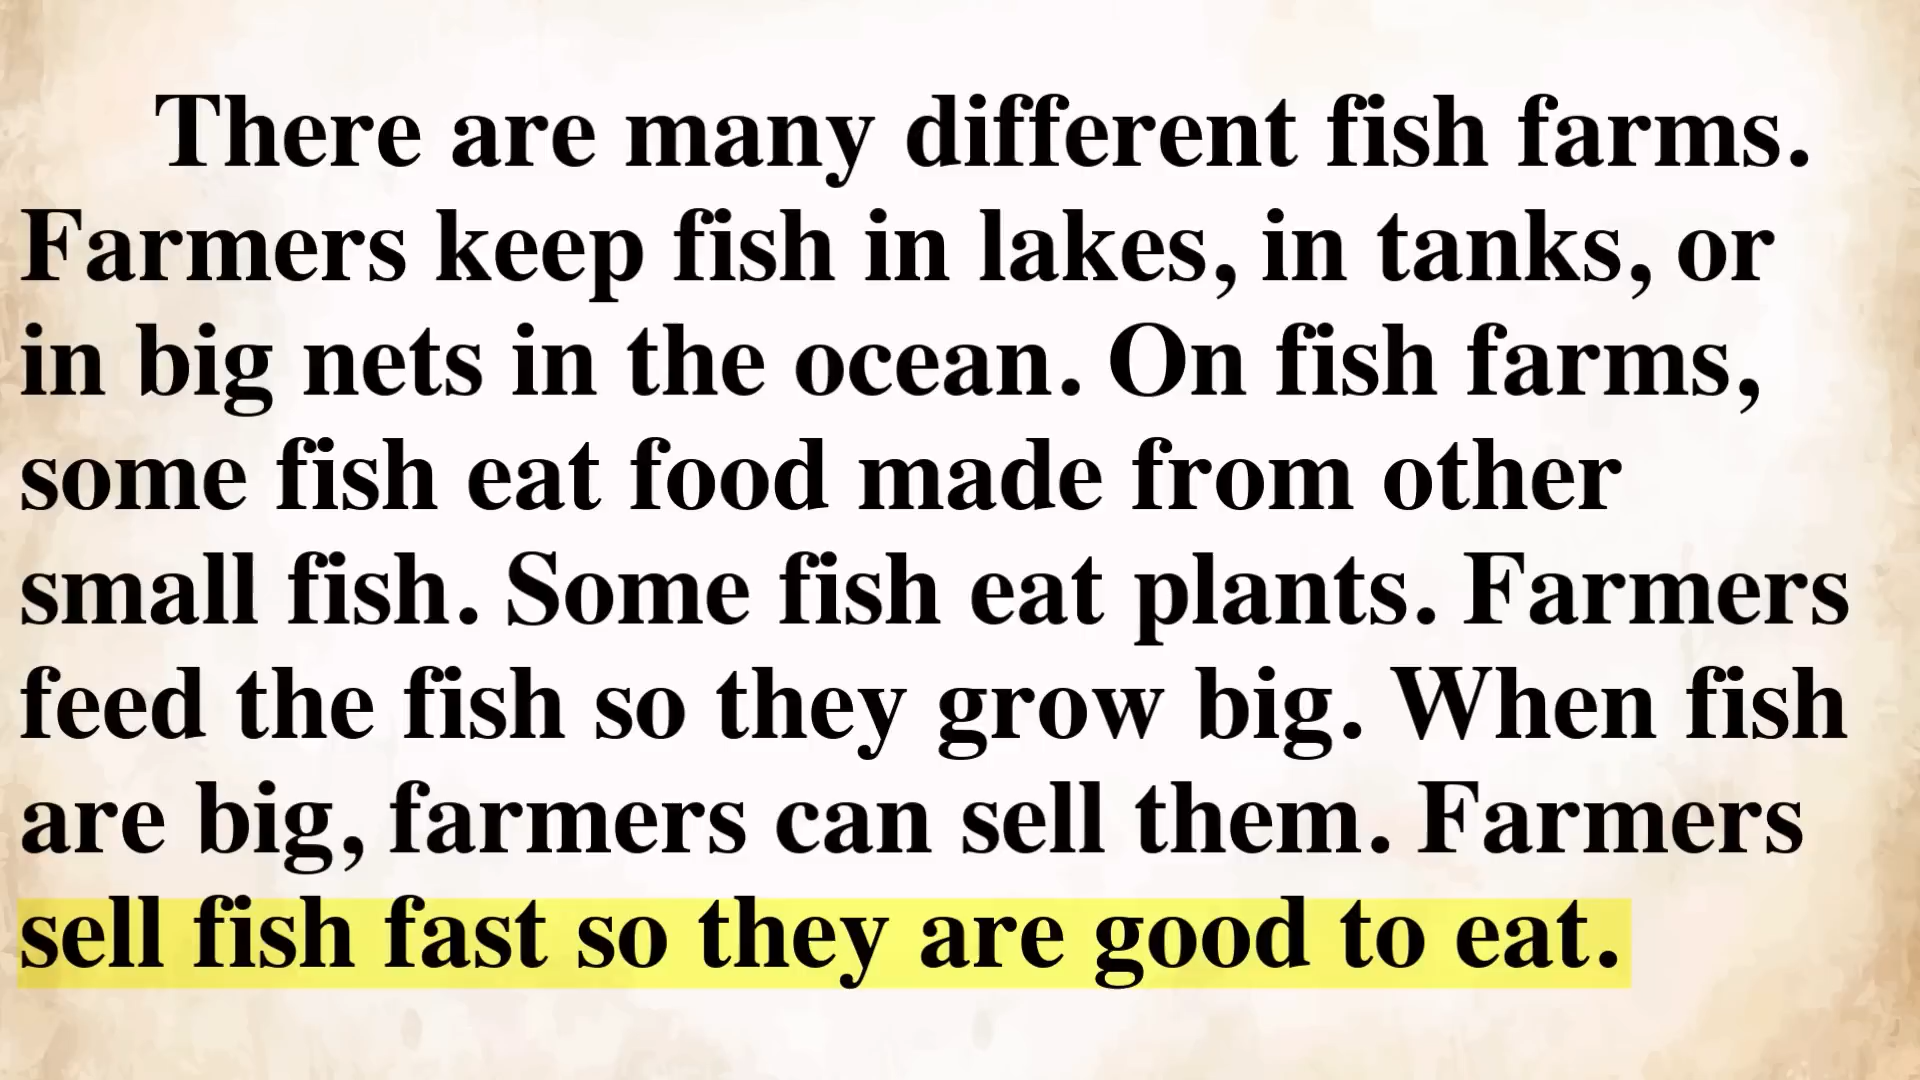 There are many different fish farms.
Farmers keep fish in lakes, in tanks, or
in big nets in the ocean. On fish farms,
some fish eat food made from other
small fish. Some fish eat plants. Farmers
feed the fish so they grow big. When fish
are big, farmers can sell them. Farmers
sell fish fast so they are good to eat.